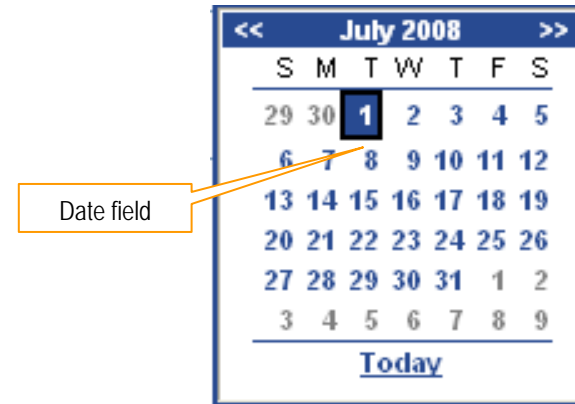 << July 2008 >>
S M T W T F S
29 30 1 2 3 4 5
6 7 8 9 10 11 12
Date field
13 14 15 16 17 18 19
20 21 22 23 24 25 26
27 28 29 30 31 1 2
3 4 5 6 7 8 9
Today